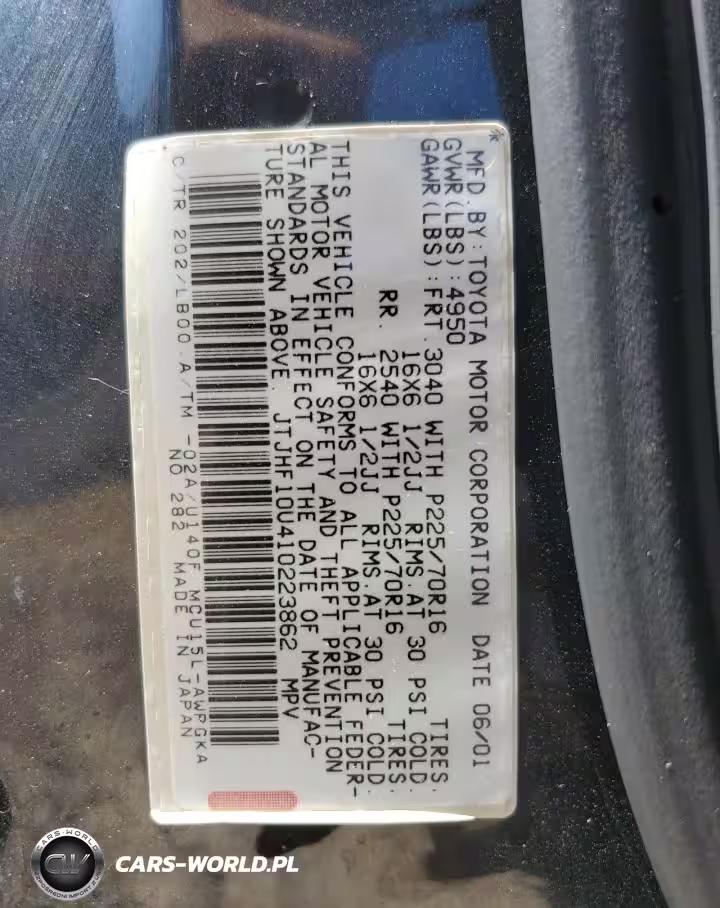 * MFD.BY:TOYOTA MOTOR CORPORATION DATE 06/01
GVWR(LBS):4950
GAWR(LBS):FRT.3040 WITH P225/70R16 TIRES.
16X6 1/2JJ RIMS.AT 30 PSI COLD.
RR. 2540 WITH P225/70R16 TIRES.
16X6 1/2JJ RIMS.AT 30 PSI COLD.
THIS VEHICLE CONFORMS TO ALL APPLICABLE FEDER-
AL MOTOR VEHICLE SAFETY AND THEFT PREVENTION
STANDARDS IN EFFECT ON THE DATE OF MANUFAC-
TURE SHOWN ABOVE. JTJHF10U410223862 MPV
C/TR 202/LB00 A/TM -02A/U140F MCU15L-AWPGKA
NO 282 MADE IN JAPAN
CARS-WORLD
CW
CARS-WORLD.PL